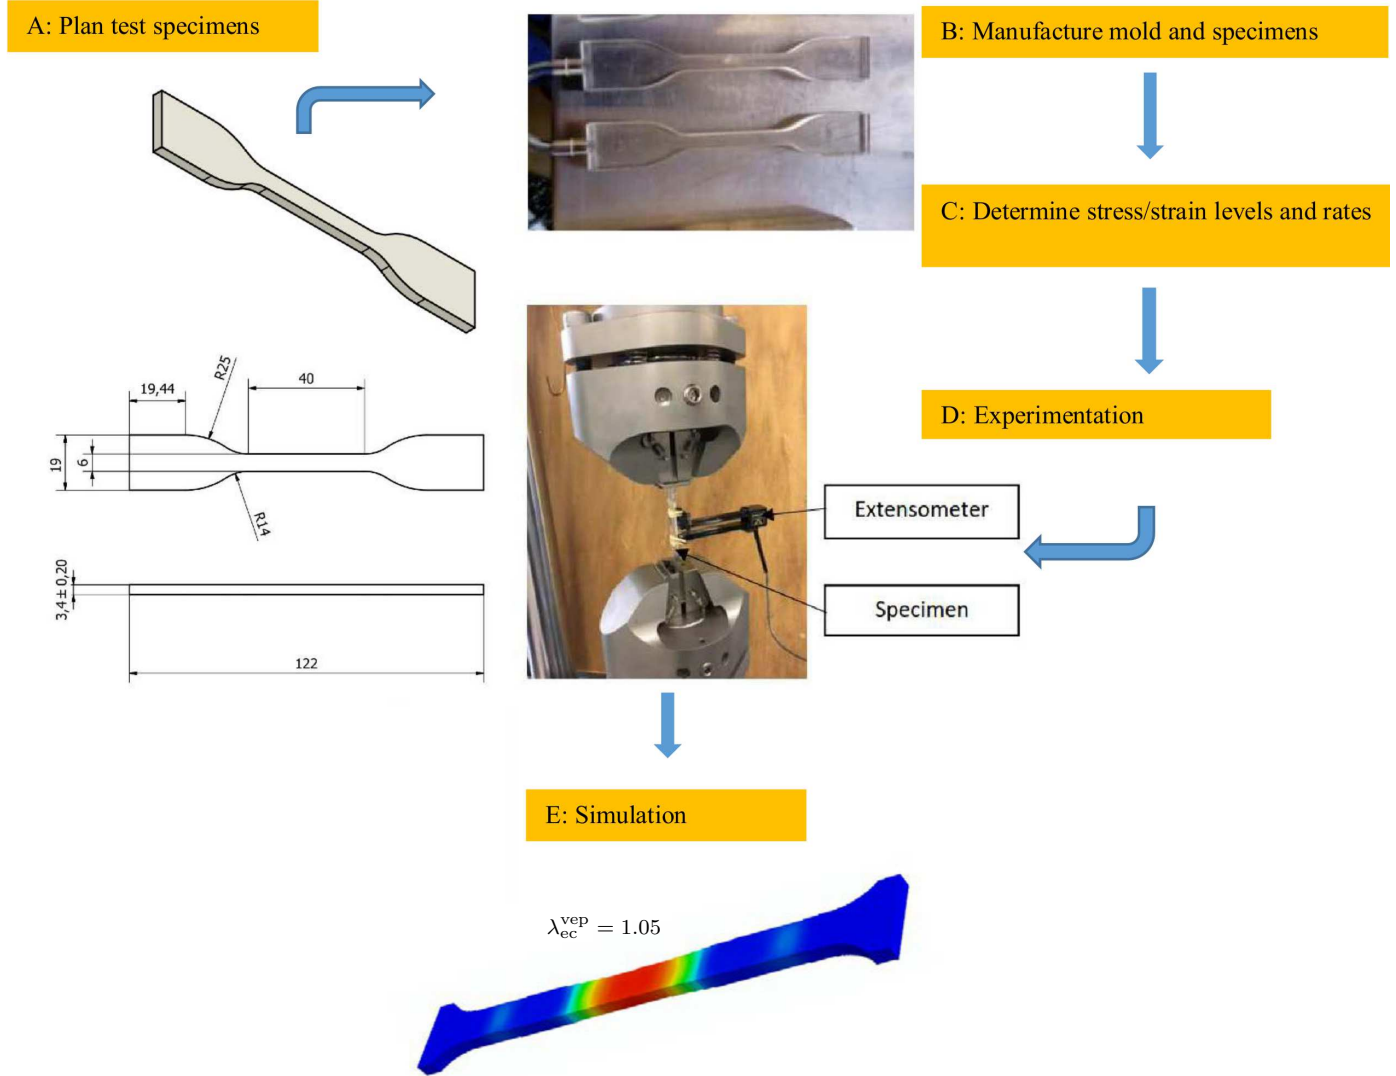 A: Plan test specimens
B: Manufacture mold and specimens
C: Determine stress/strain levels and rates
R25
40
19,44
19
6
R14
D: Experimentation
Extensometer
3,4±0,20
Specimen
122
E: Simulation
λ_ec^vep = 1.05